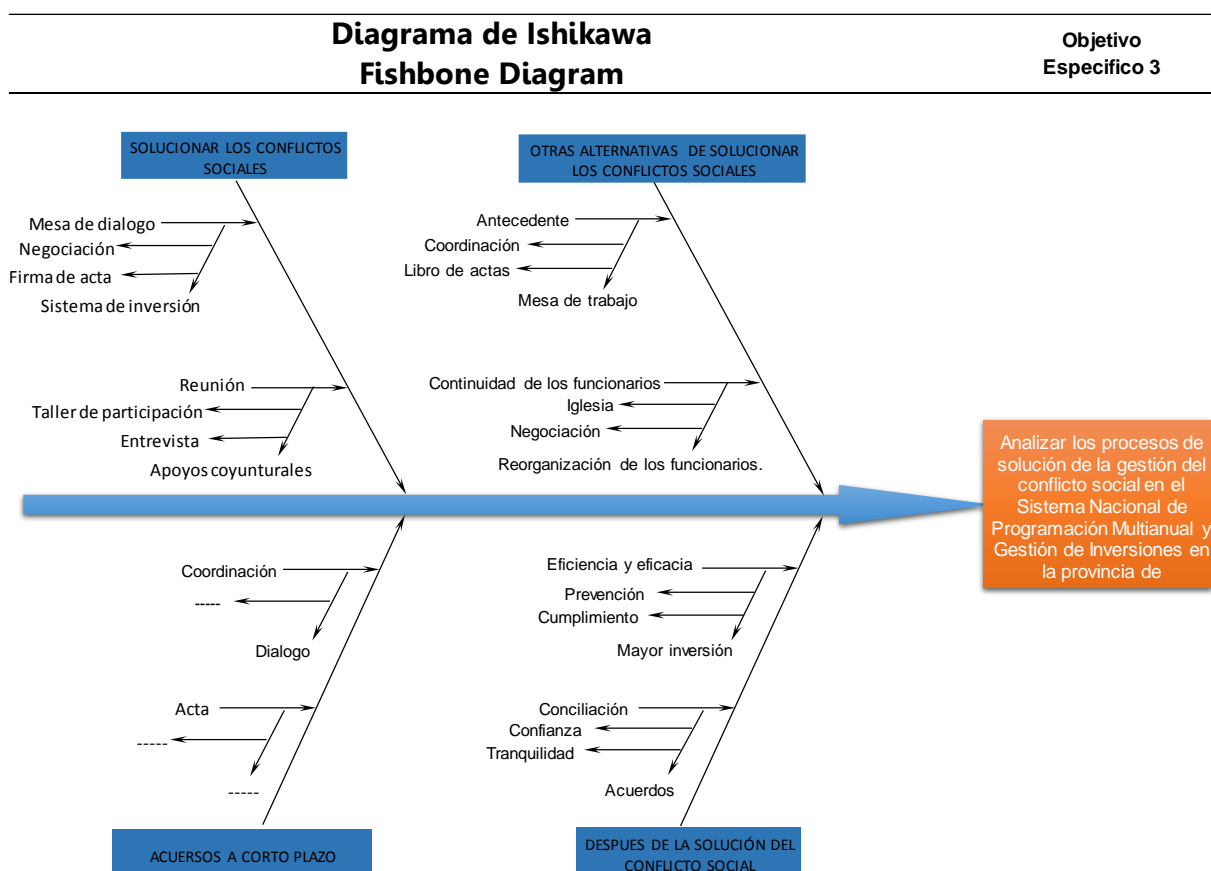 Diagrama de Ishikawa
Fishbone Diagram
Objetivo
Especifico 3
SOLUCIONAR LOS CONFLICTOS
SOCIALES
Mesa de dialogo
Negociación
Firma de acta
Sistema de inversión
Reunión
Taller de participación
Entrevista
Apoyos coyunturales
OTRAS ALTERNATIVAS DE SOLUCIONAR
LOS CONFLICTOS SOCIALES
Antecedente
Coordinación
Libro de actas
Mesa de trabajo
Continuidad de los funcionarios
Iglesia
Negociación
Reorganización de los funcionarios.
Analizar los procesos de
solución de la gestión del
conflicto social en el
Sistema Nacional de
Programación Multianual y
Gestión de Inversiones en
la provincia de
Coordinación
-----
Dialogo
Acta
-----
-----
ACUERSOS A CORTO PLAZO
Eficiencia y eficacia
Prevención
Cumplimiento
Mayor inversión
Conciliación
Confianza
Tranquilidad
Acuerdos
DESPUES DE LA SOLUCIÓN DEL
CONFLICTO SOCIAL